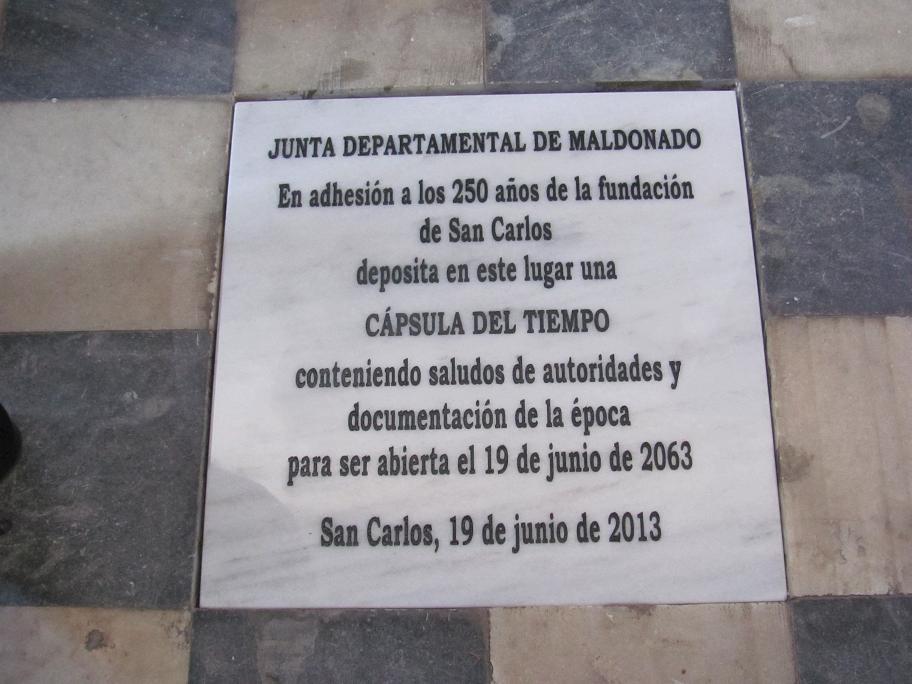 JUNTA DEPARTAMENTAL DE MALDONADO
En adhesión a los 250 años de la fundación
de San Carlos
deposita en este lugar una
CÁPSULA DEL TIEMPO
conteniendo saludos de autoridades y
documentación de la época
para ser abierta el 19 de junio de 2063
San Carlos, 19 de junio de 2013